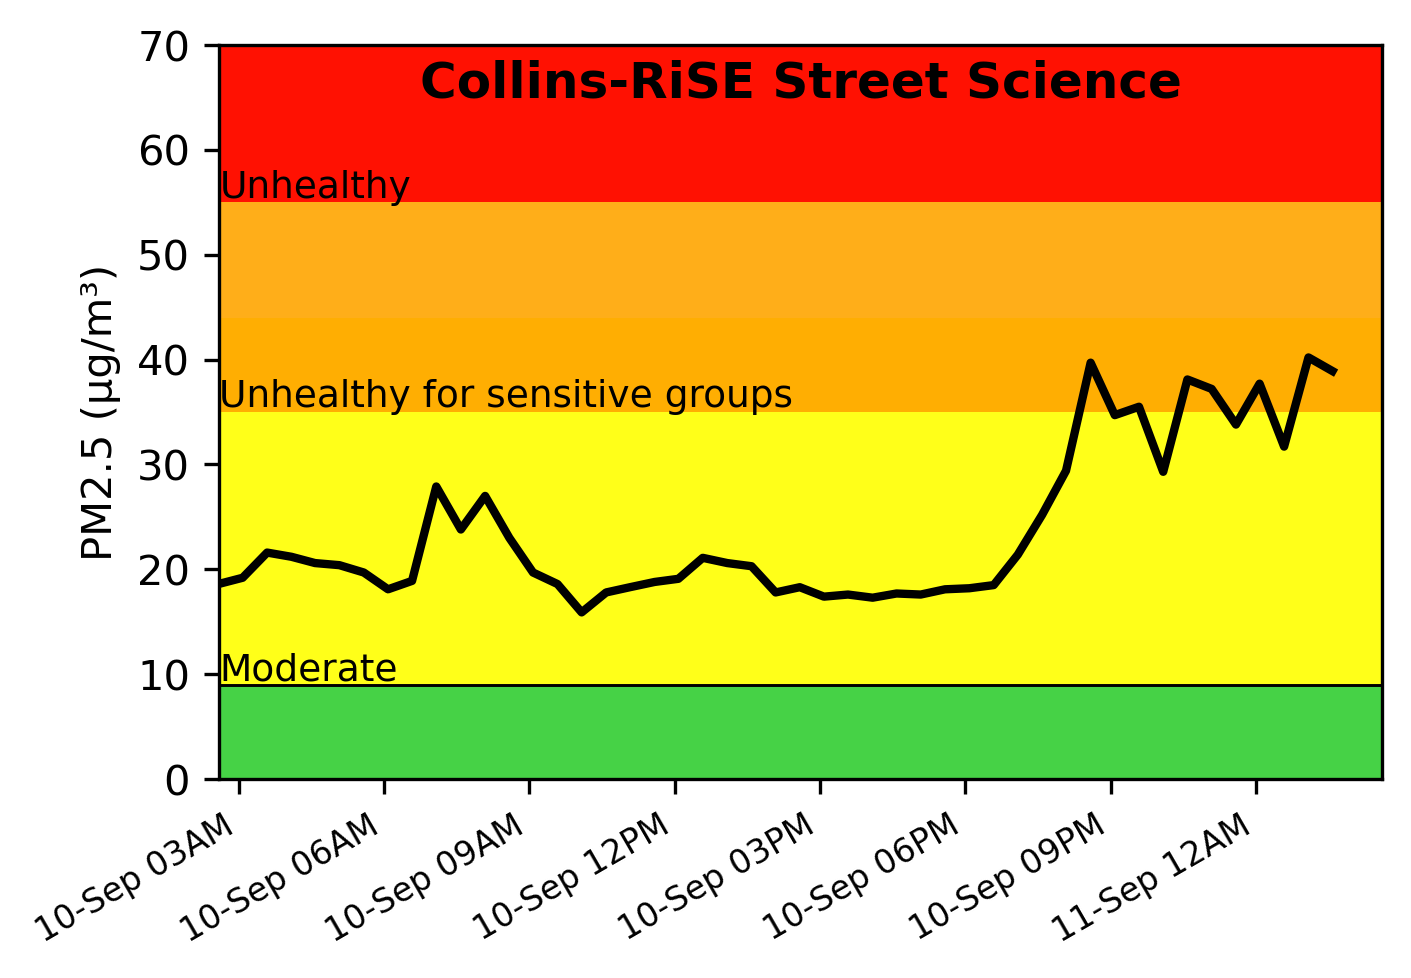 Collins-RiSE Street Science
PM2.5 (µg/m³)
70
60
Unhealthy
50
40
Unhealthy for sensitive groups
30
20
10
Moderate
0
10-Sep 03AM
10-Sep 06AM
10-Sep 09AM
10-Sep 12PM
10-Sep 03PM
10-Sep 06PM
10-Sep 09PM
11-Sep 12AM